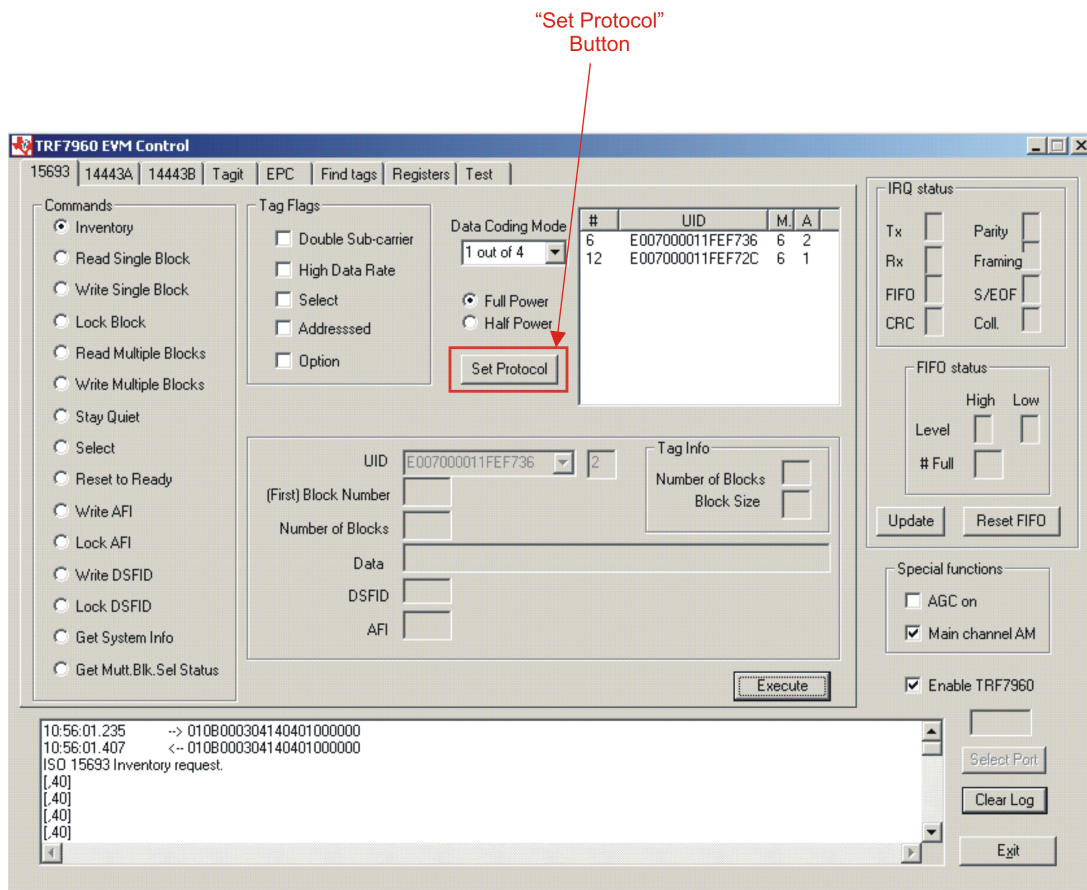 “Set Protocol”
Button
TRF7960 EVM Control
15693 14443A 14443B Tagit EPC Find tags Registers Test
Commands
Inventory
Read Single Block
Write Single Block
Lock Block
Read Multiple Blocks
Write Multiple Blocks
Stay Quiet
Select
Reset to Ready
Write AFI
Lock AFI
Write DSFID
Lock DSFID
Get System Info
Get Mutt.Blk.Sel Status
Tag Flags
Double Sub-carrier
High Data Rate
Select
Addresssed
Option
Data Coding Mode
1 out of 4
Full Power
Half Power
Set Protocol
# UID M. A
6 E007000011FEF736 6 2
12 E007000011FEF72C 6 1
UID E007000011FEF736 2
(First) Block Number
Number of Blocks
Data
DSFID
AFI
Tag Info
Number of Blocks
Block Size
Execute
IRQ status
Tx Parity
Rx Framing
FIFO S/EOF
CRC Coll.
FIFO status
High Low
Level
# Full
Update Reset FIFO
Special functions
AGC on
Main channel AM
Enable TRF7960
Select Port
Clear Log
Exit
10:56:01.235 --> 010B000304140401000000
10:56:01.407 <-- 010B000304140401000000
ISO 15693 Inventory request.
[,40]
[,40]
[,40]
[,40]